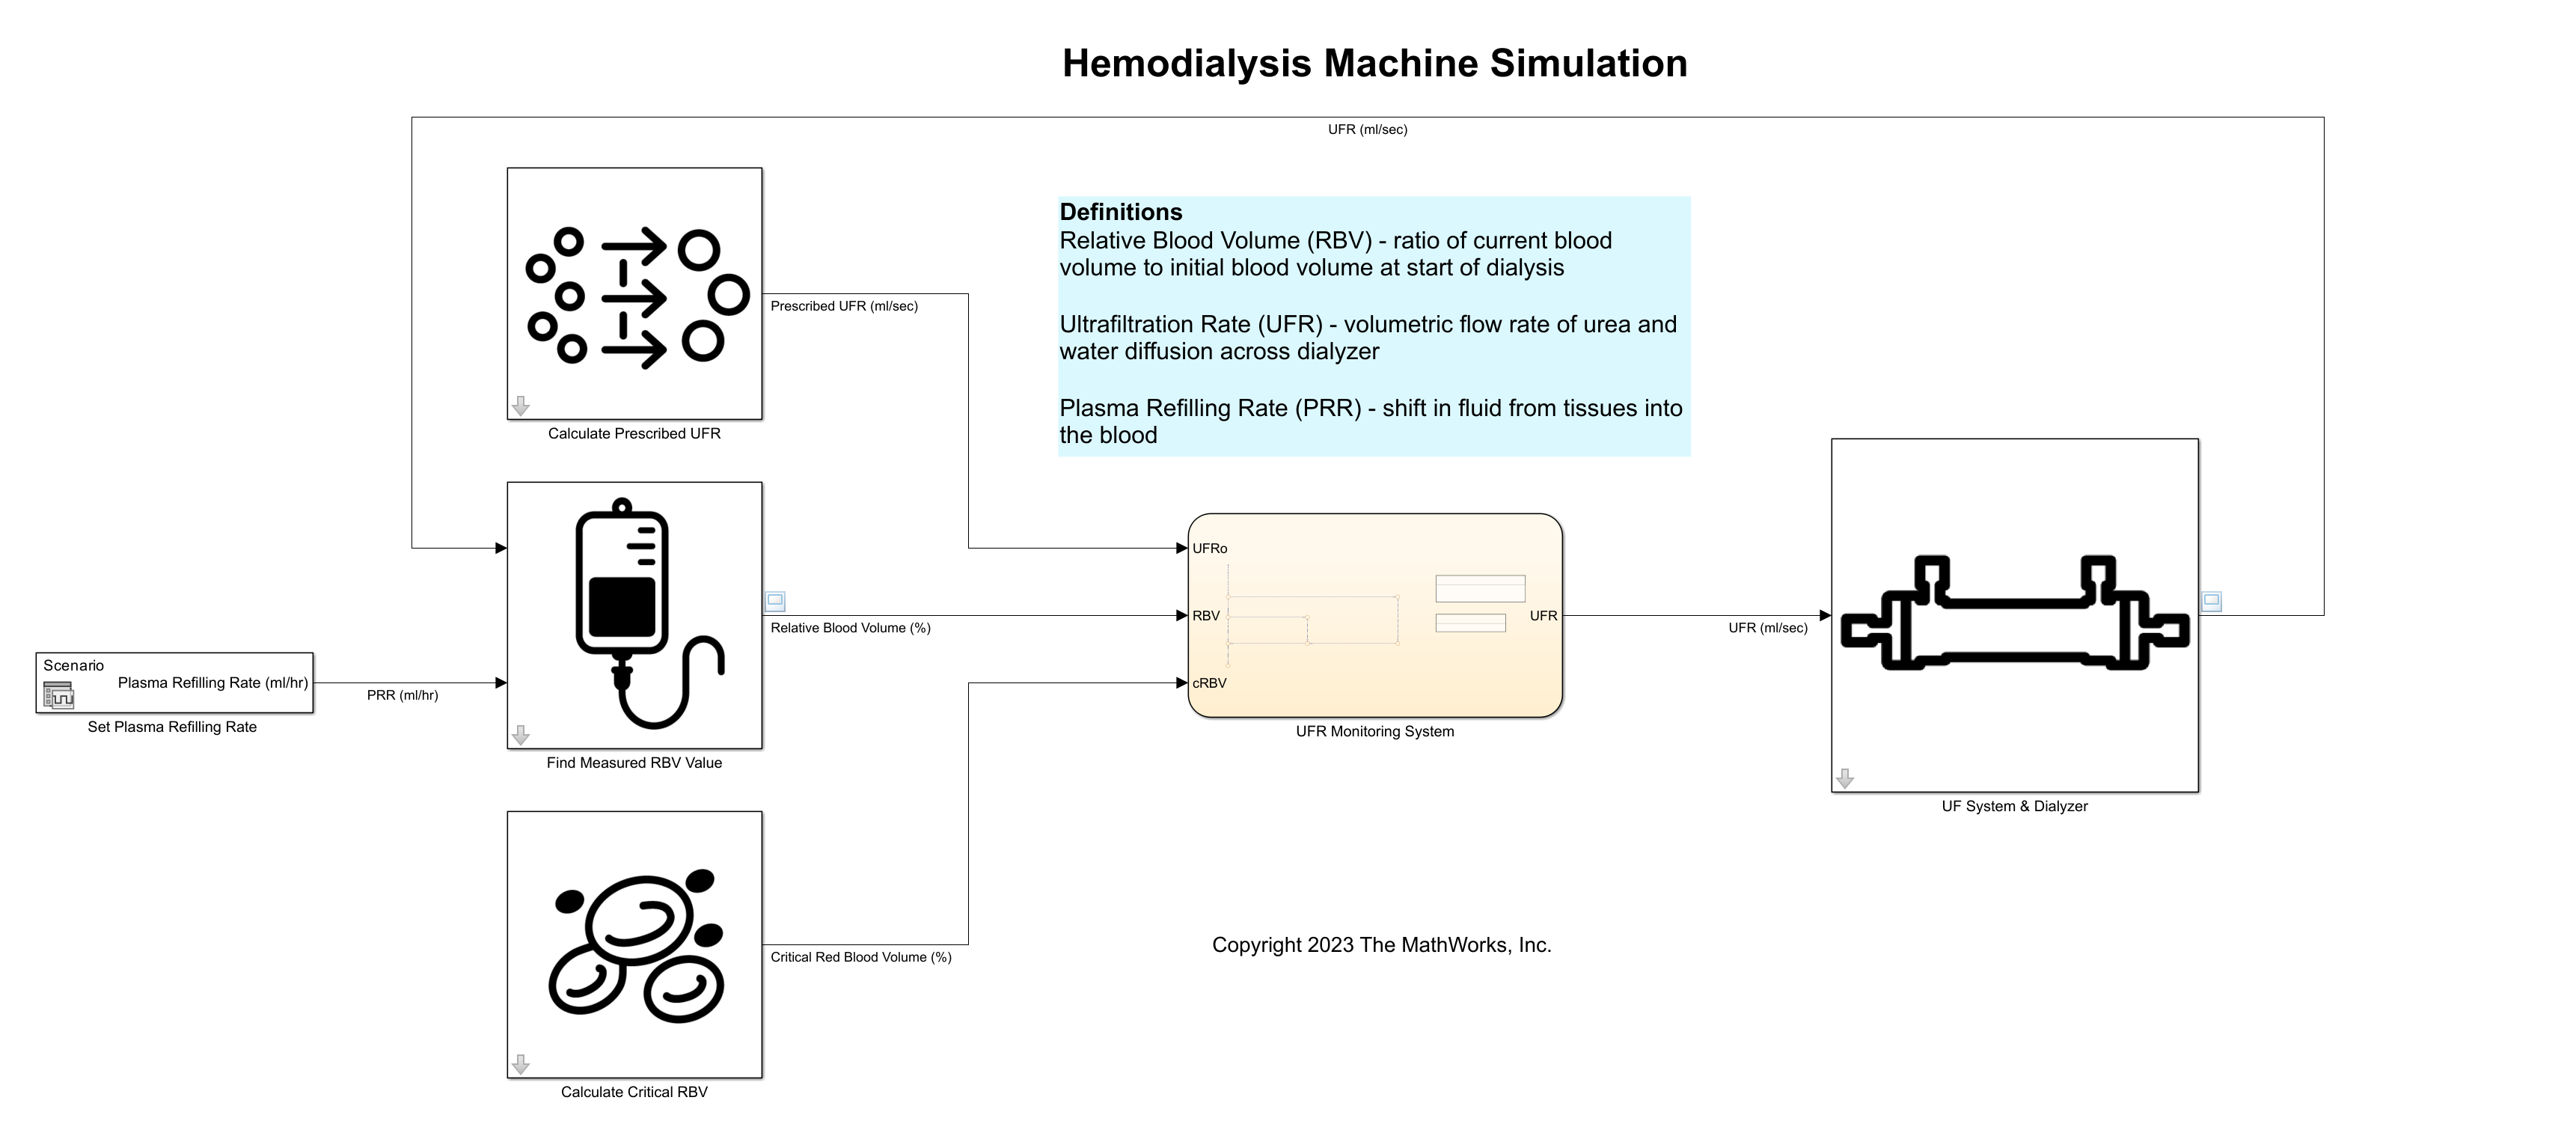 Hemodialysis Machine Simulation
UFR (ml/sec)
Definitions
Relative Blood Volume (RBV) - ratio of current blood
volume to initial blood volume at start of dialysis
Ultrafiltration Rate (UFR) - volumetric flow rate of urea and
water diffusion across dialyzer
Plasma Refilling Rate (PRR) - shift in fluid from tissues into
the blood
Prescribed UFR (ml/sec)
Calculate Prescribed UFR
Scenario
Plasma Refilling Rate (ml/hr)
Set Plasma Refilling Rate
PRR (ml/hr)
Relative Blood Volume (%)
Find Measured RBV Value
UFRo
RBV
cRBV
UFR
UFR Monitoring System
UFR (ml/sec)
UF System & Dialyzer
Critical Red Blood Volume (%)
Calculate Critical RBV
Copyright 2023 The MathWorks, Inc.